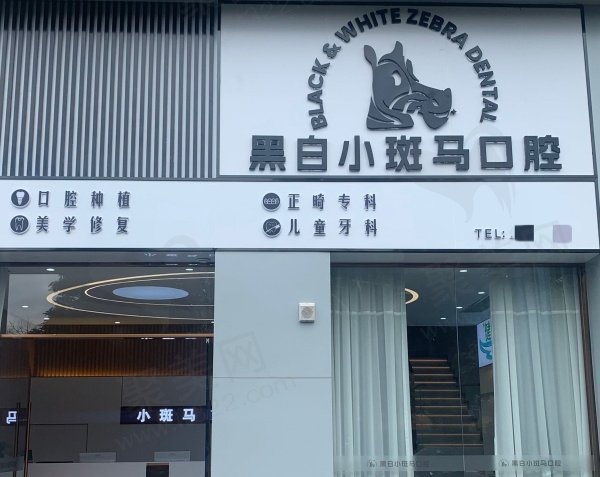 BLACK & WHITE ZEBRA DENTAL
黑白小斑马口腔
口腔种植 正畸专科
美学修复 儿童牙科
TEL:
小斑马
黑白小斑马口腔 黑白小斑马口腔